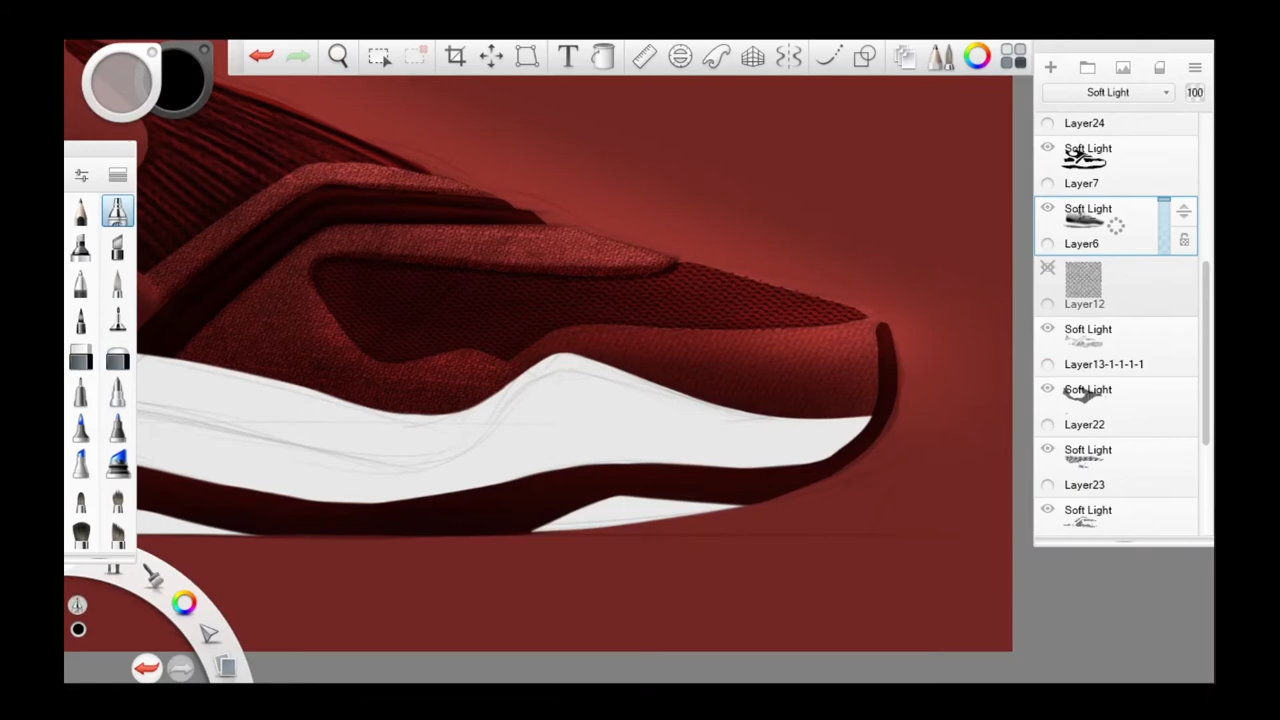 T
Soft Light
100
Layer24
Soft Light
Layer7
Soft Light
Layer6
Layer12
Soft Light
Layer13-1-1-1-1
Soft Light
Layer22
Soft Light
Layer23
Soft Light